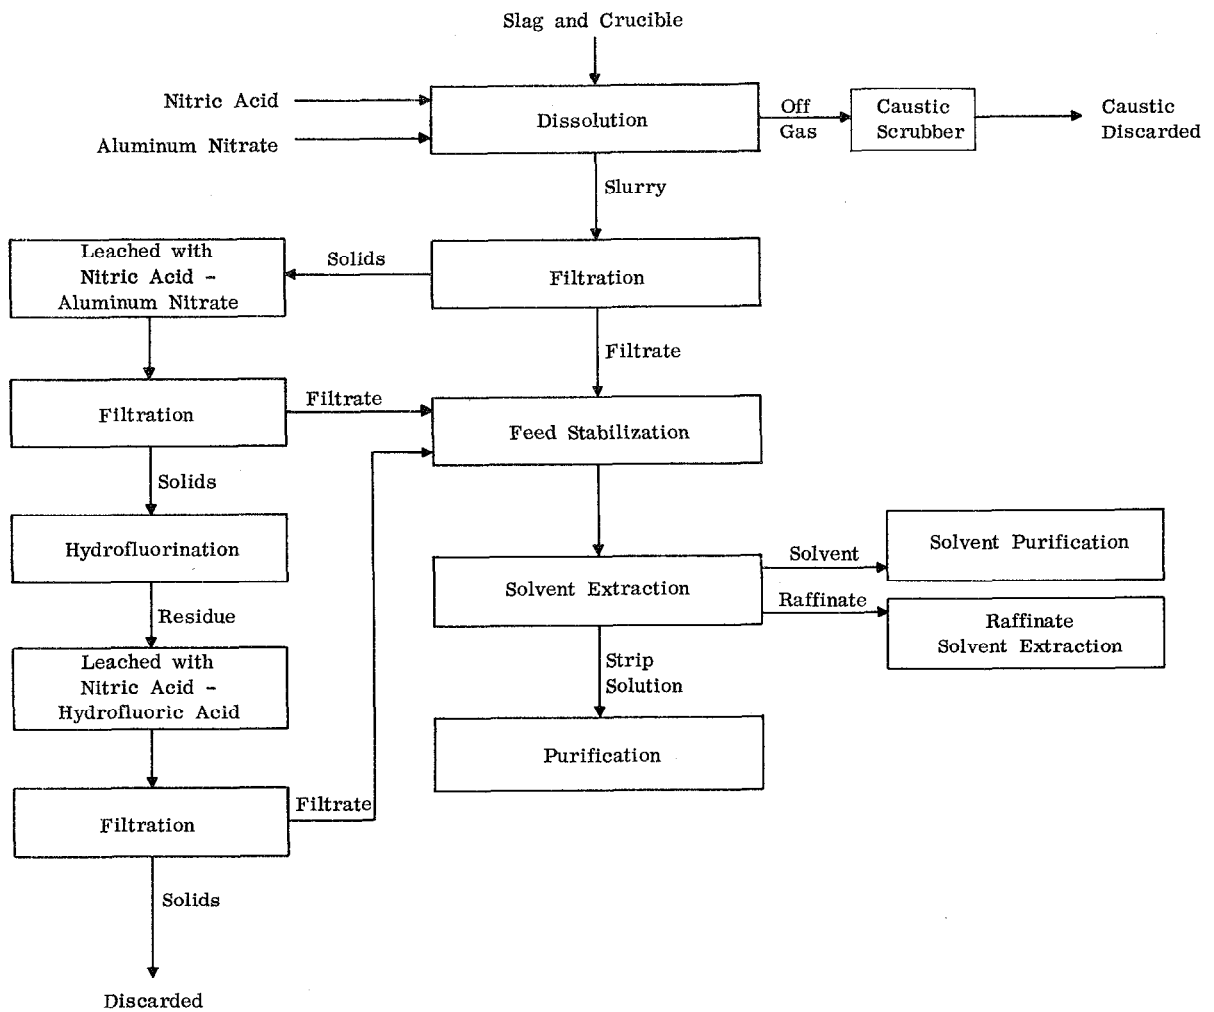 Slag and Crucible
Nitric Acid
Aluminum Nitrate
Dissolution
Off
Gas
Caustic
Scrubber
Caustic
Discarded
Slurry
Leached with
Nitric Acid -
Aluminum Nitrate
Solids
Filtration
Filtrate
Filtration
Filtrate
Feed Stabilization
Solids
Hydrofluorination
Solvent Extraction
Solvent
Solvent Purification
Raffinate
Raffinate
Solvent Extraction
Residue
Leached with
Nitric Acid -
Hydrofluoric Acid
Strip
Solution
Purification
Filtration
Filtrate
Solids
Discarded